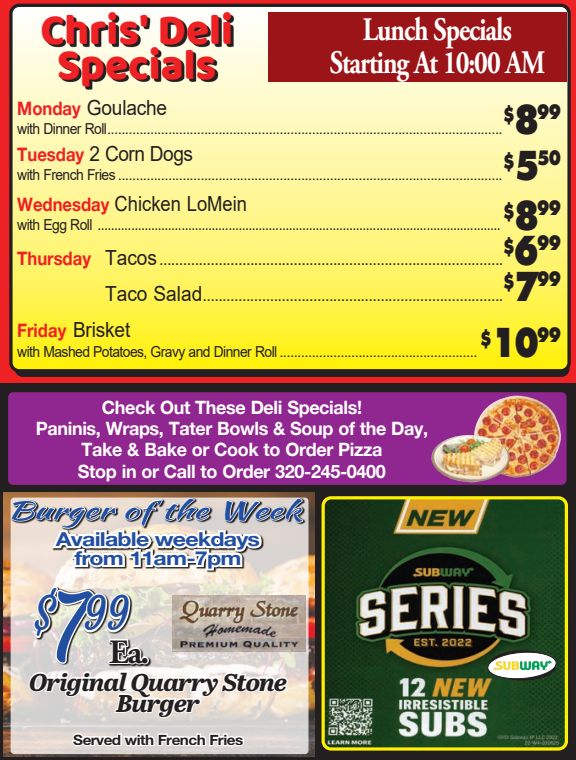 Chris' Deli
Specials
Lunch Specials
Starting At 10:00 AM
Monday Goulache
with Dinner Roll $8.99
Tuesday 2 Corn Dogs
with French Fries $5.50
Wednesday Chicken LoMein
with Egg Roll $8.99
Thursday Tacos $6.99
Taco Salad $7.99
Friday Brisket
with Mashed Potatoes, Gravy and Dinner Roll $10.99
Check Out These Deli Specials!
Paninis, Wraps, Tater Bowls & Soup of the Day,
Take & Bake or Cook to Order Pizza
Stop in or Call to Order 320-245-0400
Burger of the Week
Available weekdays
from 11am-7pm
$7.99
Ea.
Quarry Stone
Homemade
PREMIUM QUALITY
Original Quarry Stone
Burger
Served with French Fries
NEW
SUBWAY
SERIES
EST. 2022
SUBWAY
12 NEW
IRRESISTIBLE
SUBS
LEARN MORE